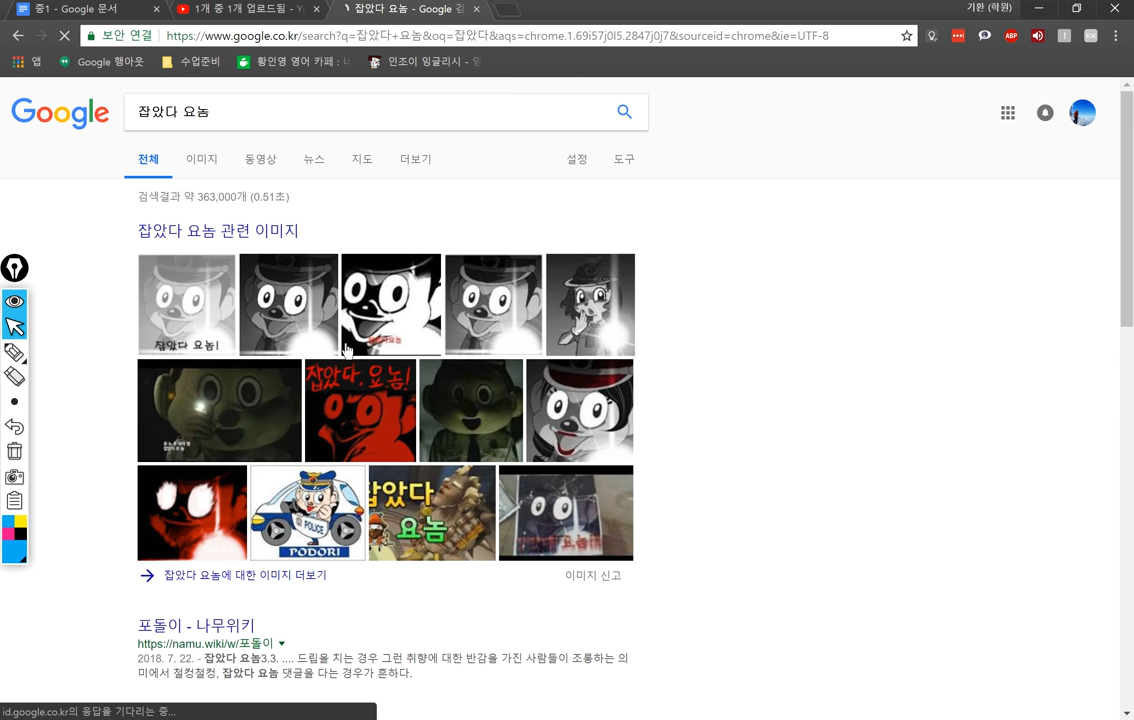 중1 - Google 문서
1개 중 1개 업로드됨 - Yo
잡았다 요놈 - Google 검
기환 (학원)
보안 연결
https://www.google.co.kr/search?q=잡았다+요놈&oq=잡았다&aqs=chrome.1.69i57j0l5.2847j0j7&sourceid=chrome&ie=UTF-8
ABP
앱
Google 행아웃
수업준비
황인영 영어 카페 : 네
인조이 잉글리시 - 엥
Google
잡았다 요놈
전체
이미지
동영상
뉴스
지도
더보기
설정
도구
검색결과 약 363,000개 (0.51초)
잡았다 요놈 관련 이미지
잡았다 요놈!
잡았다, 요놈!
POLICE
PODORI
잡았다
요놈
잡았다 요놈에 대한 이미지 더보기
이미지 신고
포돌이 - 나무위키
https://namu.wiki/w/포돌이
2018. 7. 22. - 잡았다 요놈3.3. .... 드립을 치는 경우 그런 취향에 대한 반감을 가진 사람들이 조롱하는 의
미에서 철컹철컹, 잡았다 요놈 댓글을 다는 경우가 흔하다.
id.google.co.kr의 응답을 기다리는 중...